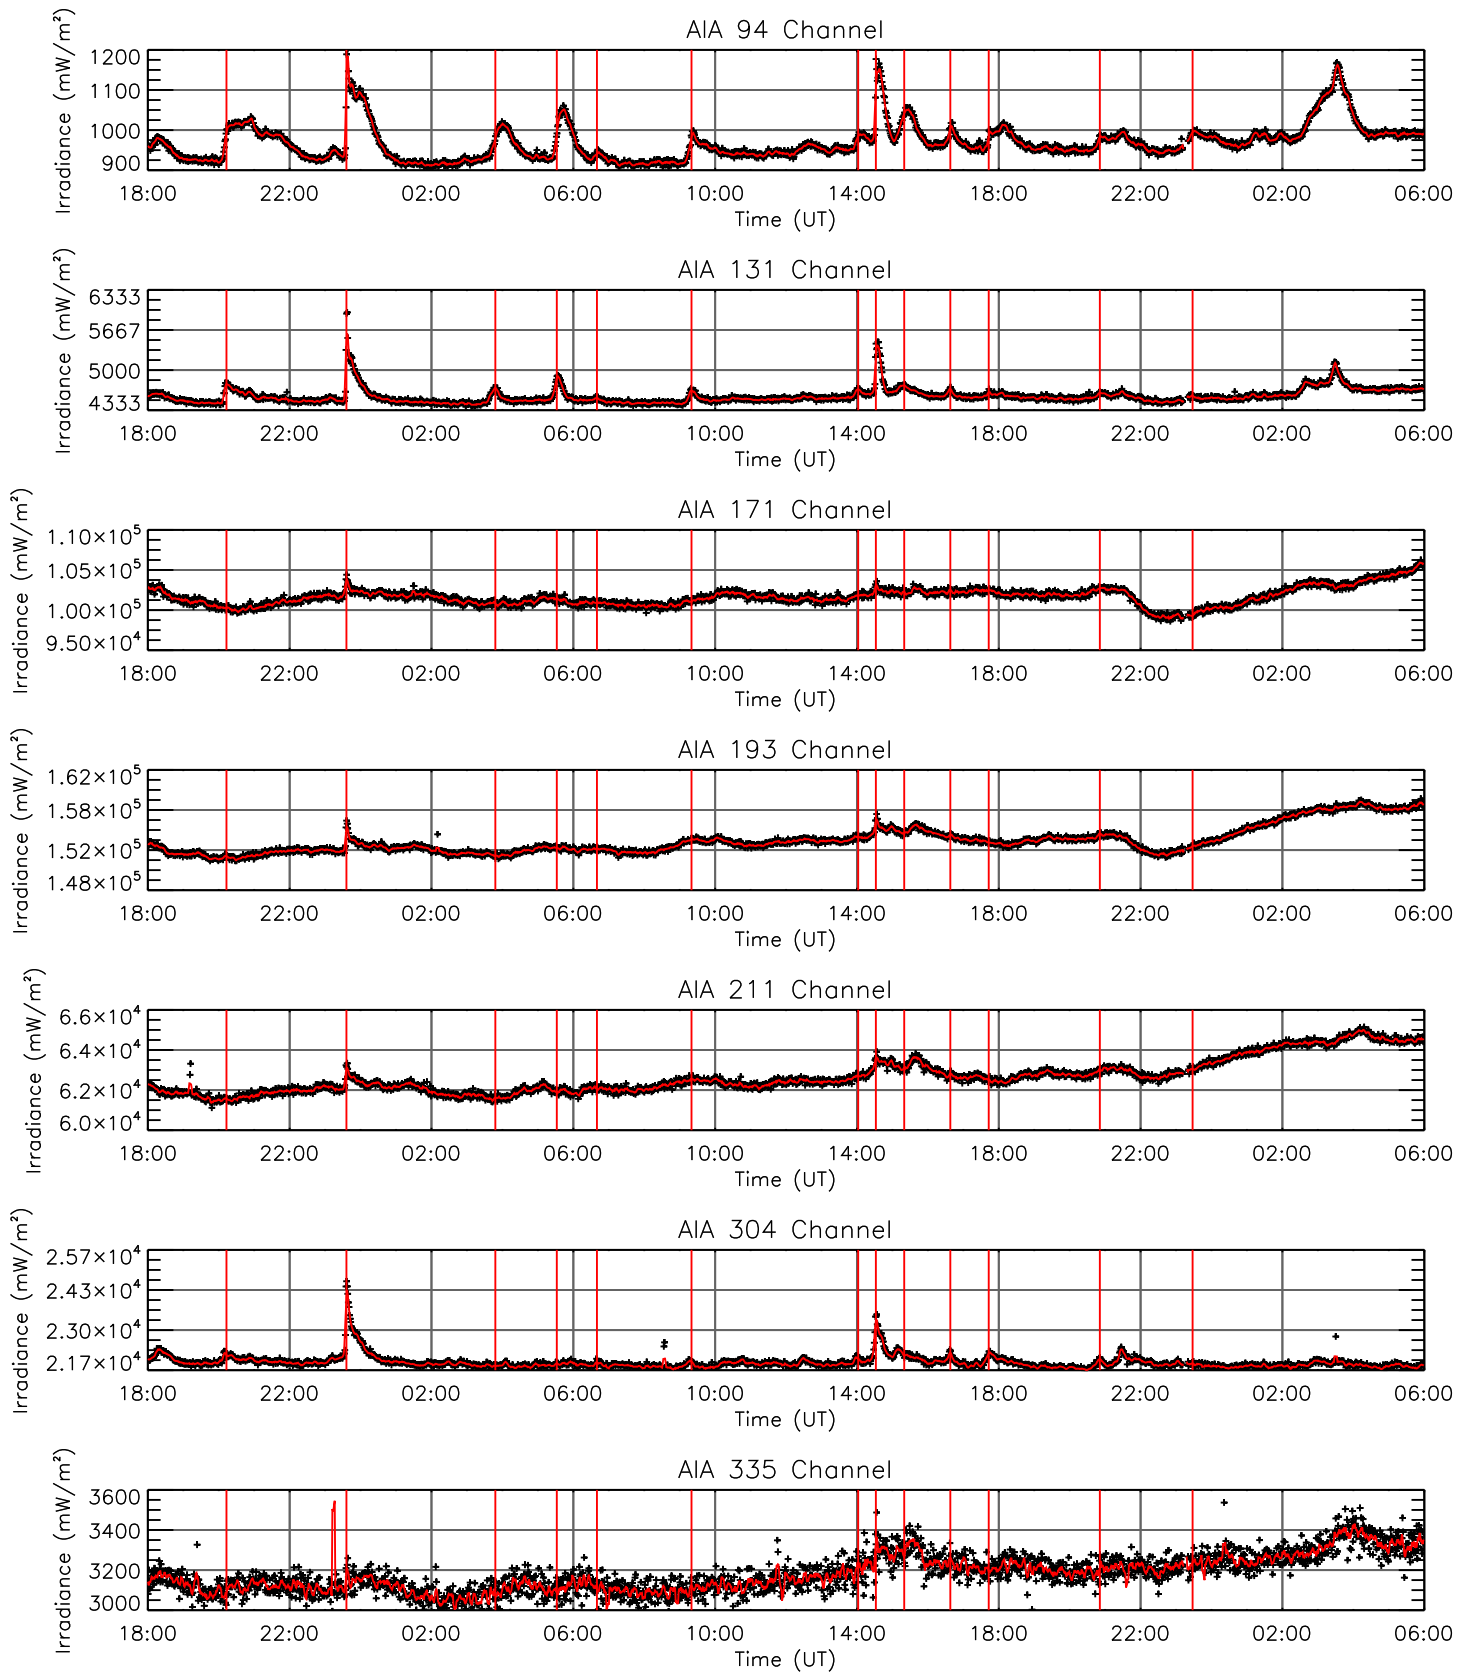 AIA 94 Channel
Irradiance (mW/m²)
1200
1100
1000
900
18:00 22:00 02:00 06:00 10:00 14:00 18:00 22:00 02:00 06:00
Time (UT)
AIA 131 Channel
Irradiance (mW/m²)
6333
5667
5000
4333
18:00 22:00 02:00 06:00 10:00 14:00 18:00 22:00 02:00 06:00
Time (UT)
AIA 171 Channel
Irradiance (mW/m²)
1.10×10⁵
1.05×10⁵
1.00×10⁵
9.50×10⁴
18:00 22:00 02:00 06:00 10:00 14:00 18:00 22:00 02:00 06:00
Time (UT)
AIA 193 Channel
Irradiance (mW/m²)
1.62×10⁵
1.58×10⁵
1.52×10⁵
1.48×10⁵
18:00 22:00 02:00 06:00 10:00 14:00 18:00 22:00 02:00 06:00
Time (UT)
AIA 211 Channel
Irradiance (mW/m²)
6.6×10⁴
6.4×10⁴
6.2×10⁴
6.0×10⁴
18:00 22:00 02:00 06:00 10:00 14:00 18:00 22:00 02:00 06:00
Time (UT)
AIA 304 Channel
Irradiance (mW/m²)
2.57×10⁴
2.43×10⁴
2.30×10⁴
2.17×10⁴
18:00 22:00 02:00 06:00 10:00 14:00 18:00 22:00 02:00 06:00
Time (UT)
AIA 335 Channel
Irradiance (mW/m²)
3600
3400
3200
3000
18:00 22:00 02:00 06:00 10:00 14:00 18:00 22:00 02:00 06:00
Time (UT)